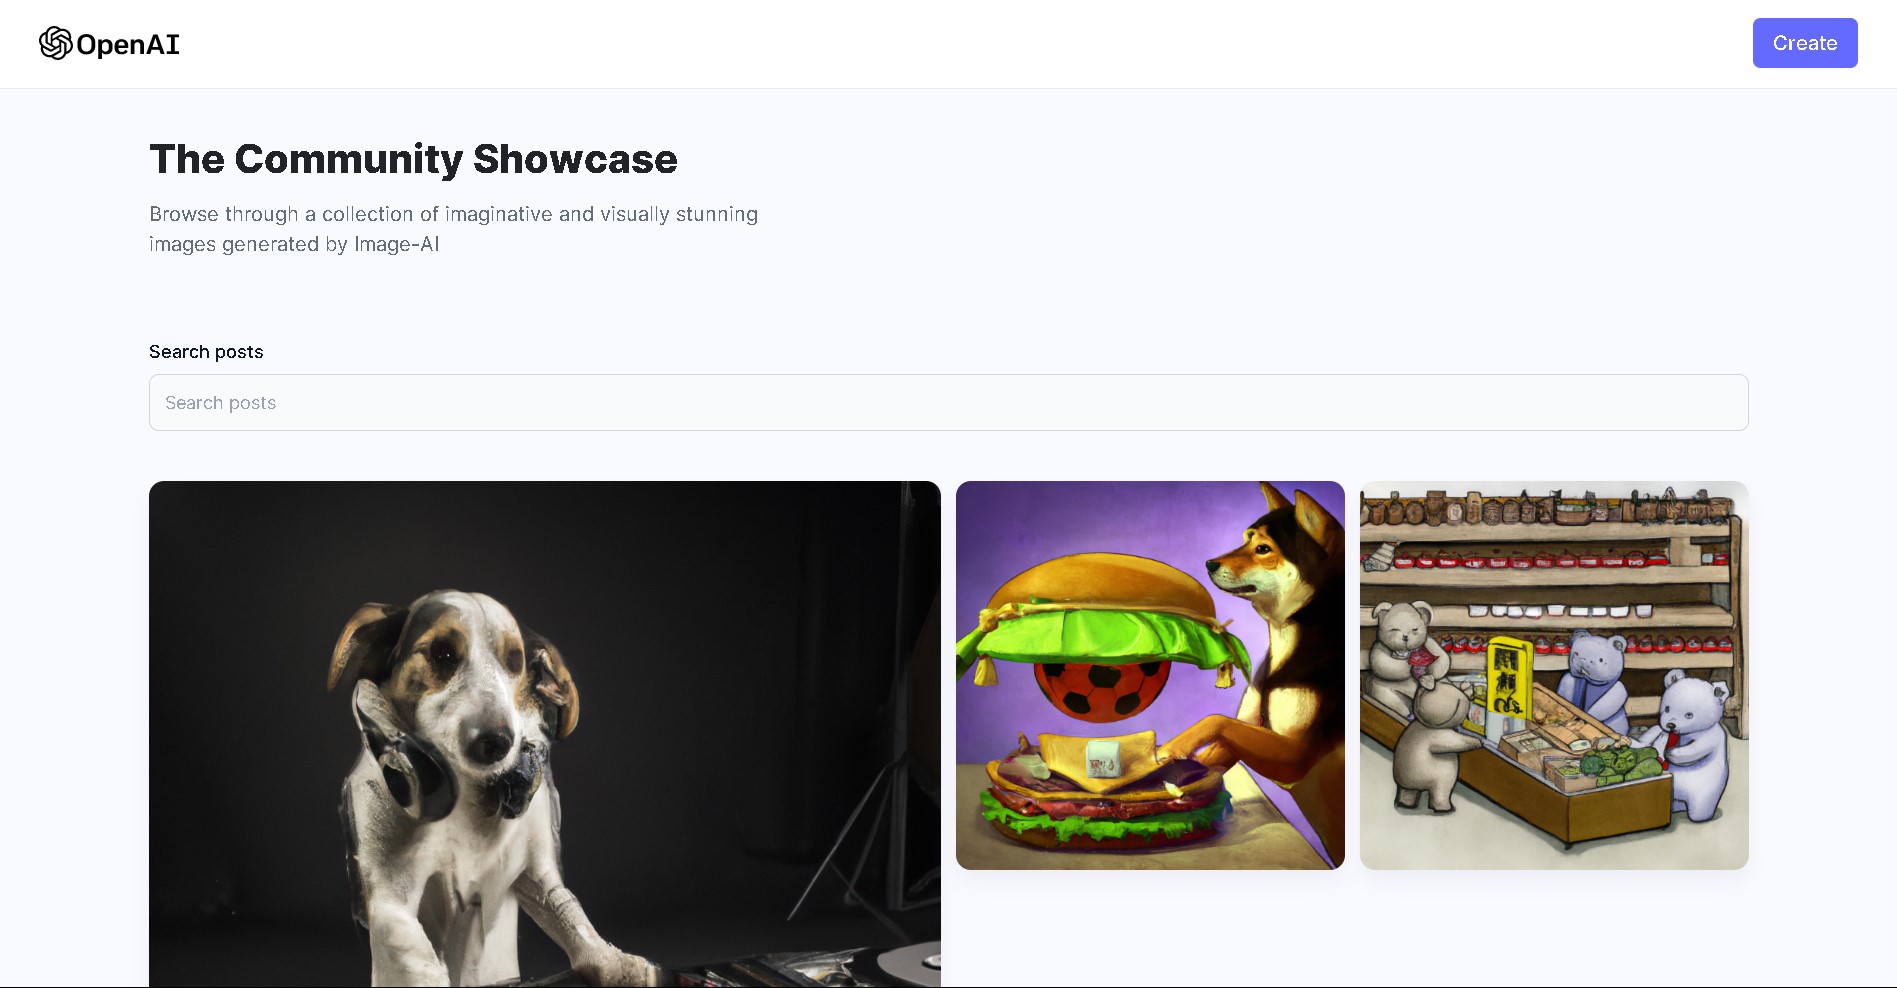 OpenAI
Create
The Community Showcase
Browse through a collection of imaginative and visually stunning
images generated by Image-AI
Search posts
Search posts